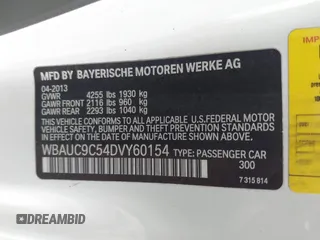 IMP
MFD BY BAYERISCHE MOTOREN WERKE AG
04-2013
GVWR 4255 lbs 1930 kg
GAWR FRONT 2116 lbs 960 kg
GAWR REAR 2293 lbs 1040 kg
THIS VEHICLE CONFORMS TO ALL APPLICABLE
U.S. FEDERAL MOTOR VEHICLE SAFETY, BUMPER
AND THEFT PREVENTION STANDARDS IN EFFECT ON
THE DATE OF MANUFACTURE SHOWN ABOVE.
WBAUC9C54DVY60154 TYPE: PASSENGER CAR
300
7 315 814
DREAMBID